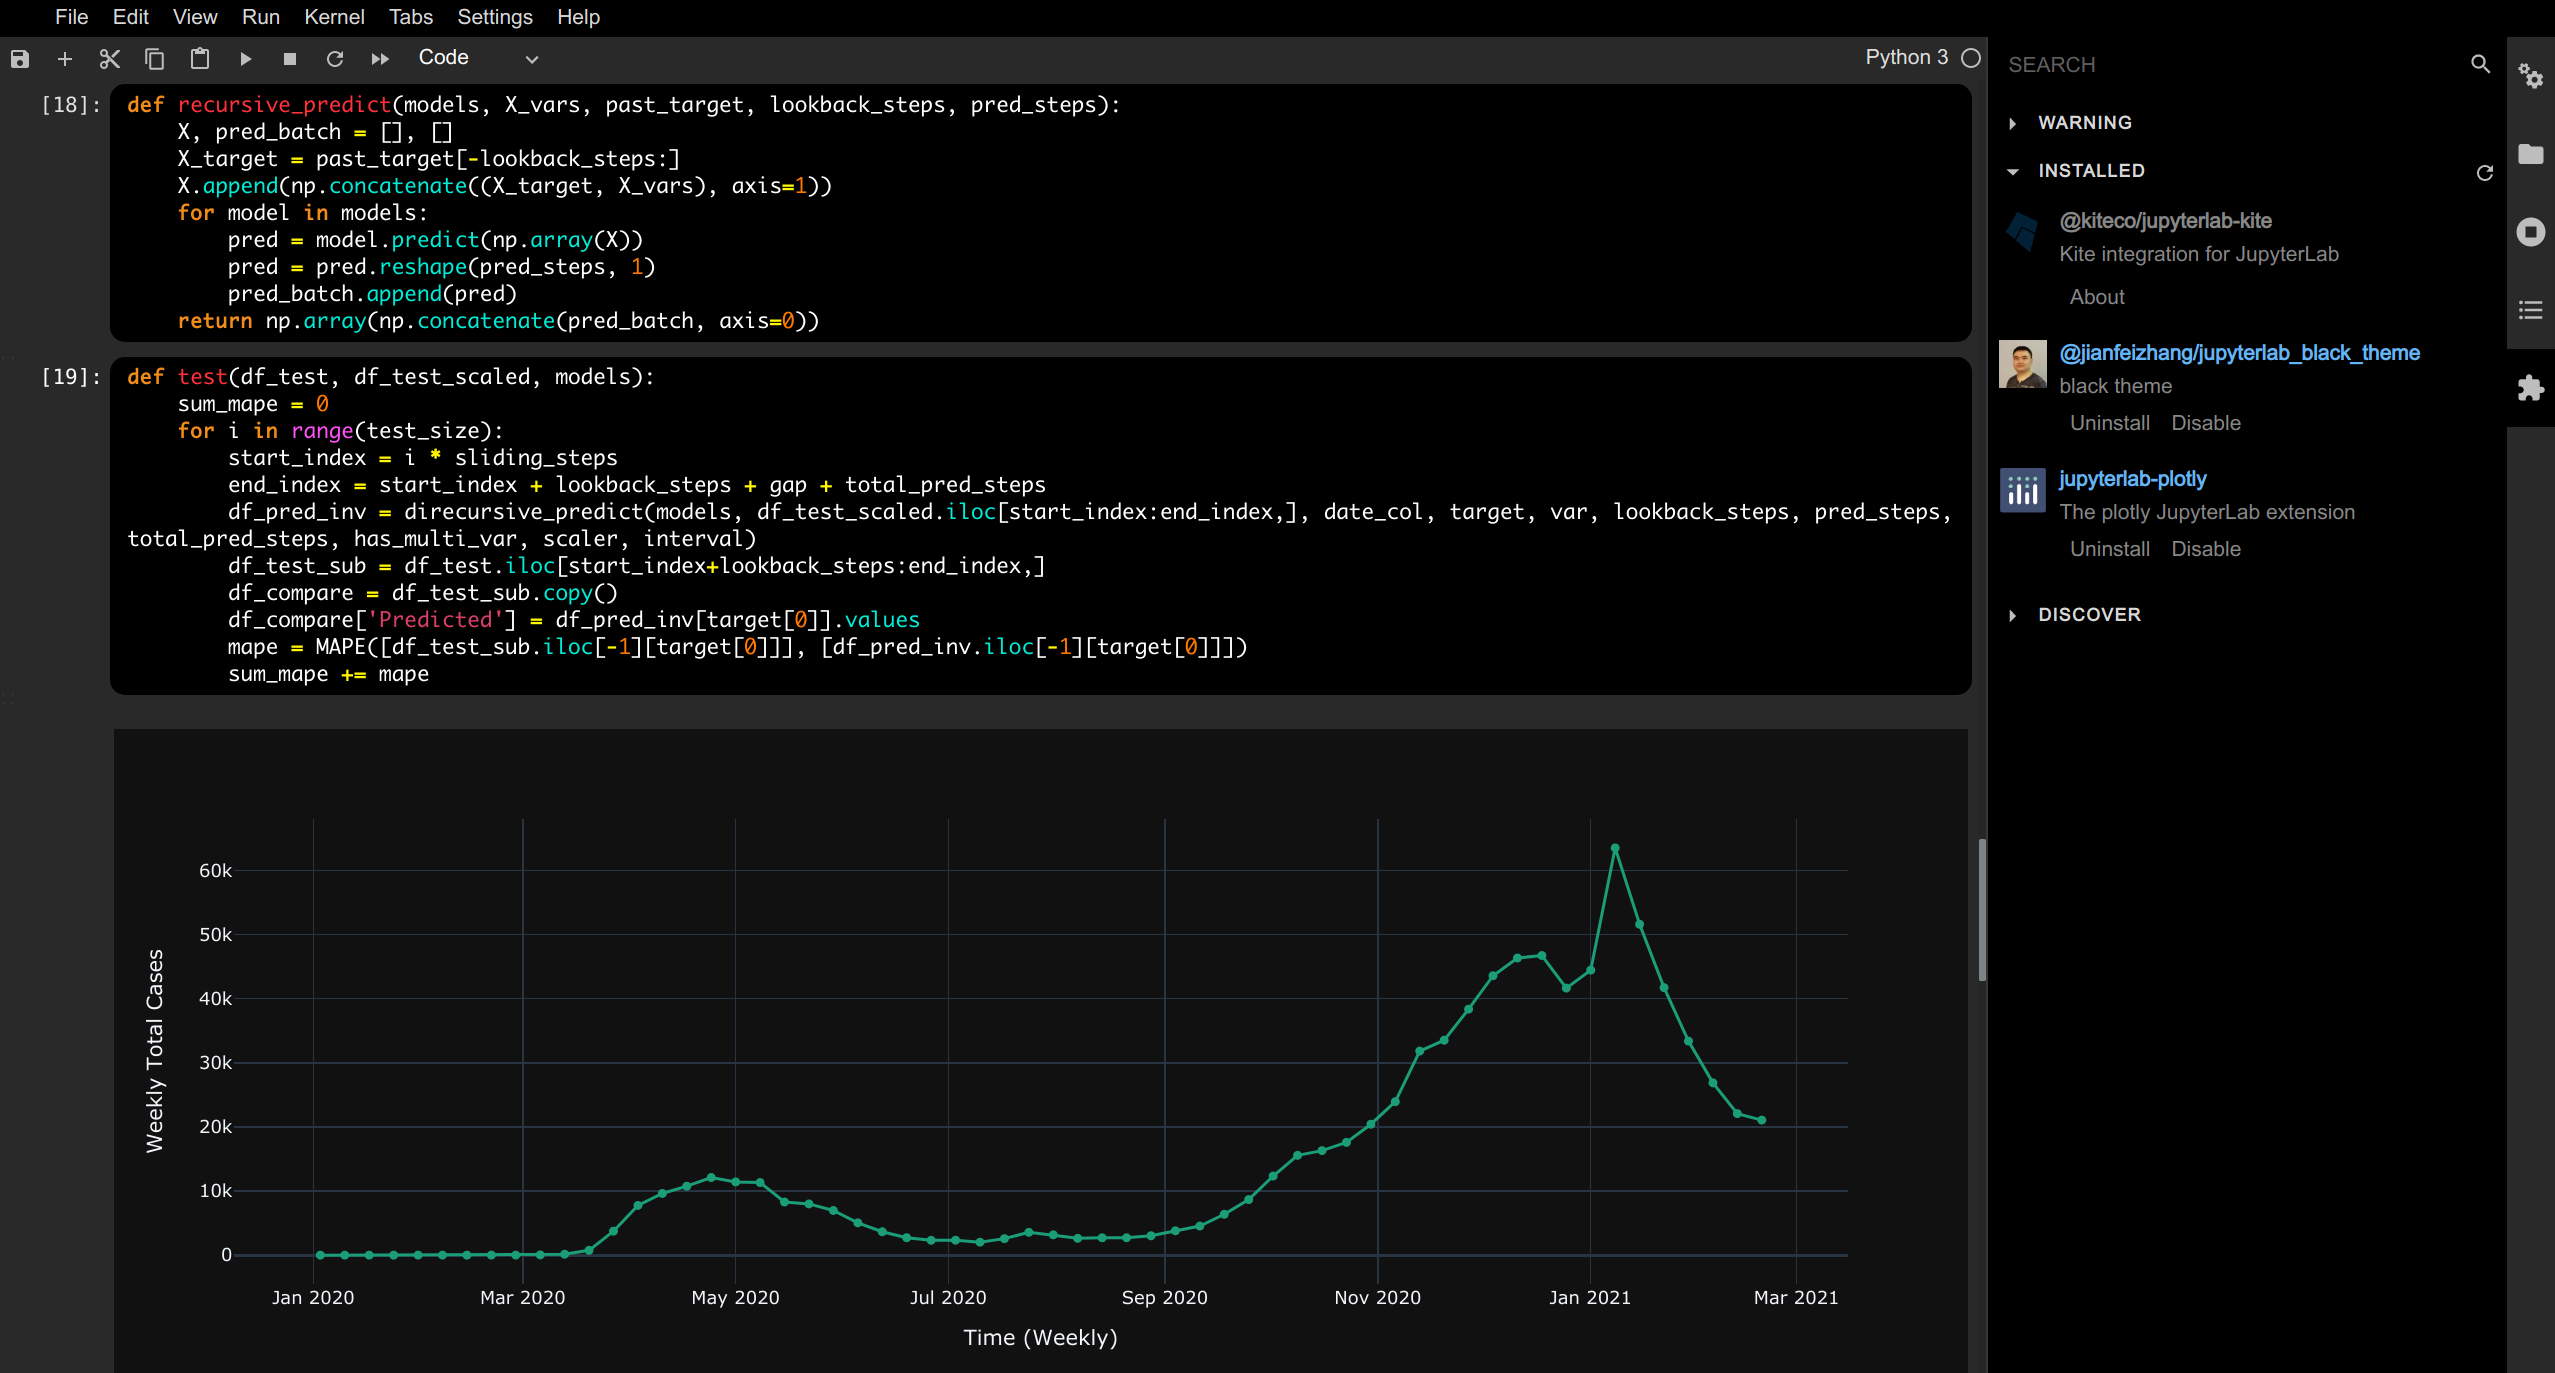 File Edit View Run Kernel Tabs Settings Help
Code
Python 3
[18]:
def recursive_predict(models, X_vars, past_target, lookback_steps, pred_steps):
    X, pred_batch = [], []
    X_target = past_target[-lookback_steps:]
    X.append(np.concatenate((X_target, X_vars), axis=1))
    for model in models:
        pred = model.predict(np.array(X))
        pred = pred.reshape(pred_steps, 1)
        pred_batch.append(pred)
    return np.array(np.concatenate(pred_batch, axis=0))
[19]:
def test(df_test, df_test_scaled, models):
    sum_mape = 0
    for i in range(test_size):
        start_index = i * sliding_steps
        end_index = start_index + lookback_steps + gap + total_pred_steps
        df_pred_inv = direcursive_predict(models, df_test_scaled.iloc[start_index:end_index,], date_col, target, var, lookback_steps, pred_steps,
total_pred_steps, has_multi_var, scaler, interval)
        df_test_sub = df_test.iloc[start_index+lookback_steps:end_index,]
        df_compare = df_test_sub.copy()
        df_compare['Predicted'] = df_pred_inv[target[0]].values
        mape = MAPE([df_test_sub.iloc[-1][target[0]]], [df_pred_inv.iloc[-1][target[0]]])
        sum_mape += mape
Weekly Total Cases
60k
50k
40k
30k
20k
10k
0
Jan 2020 Mar 2020 May 2020 Jul 2020 Sep 2020 Nov 2020 Jan 2021 Mar 2021
Time (Weekly)
SEARCH
WARNING
INSTALLED
@kiteco/jupyterlab-kite
Kite integration for JupyterLab
About
@jianfeizhang/jupyterlab_black_theme
black theme
Uninstall Disable
jupyterlab-plotly
The plotly JupyterLab extension
Uninstall Disable
DISCOVER